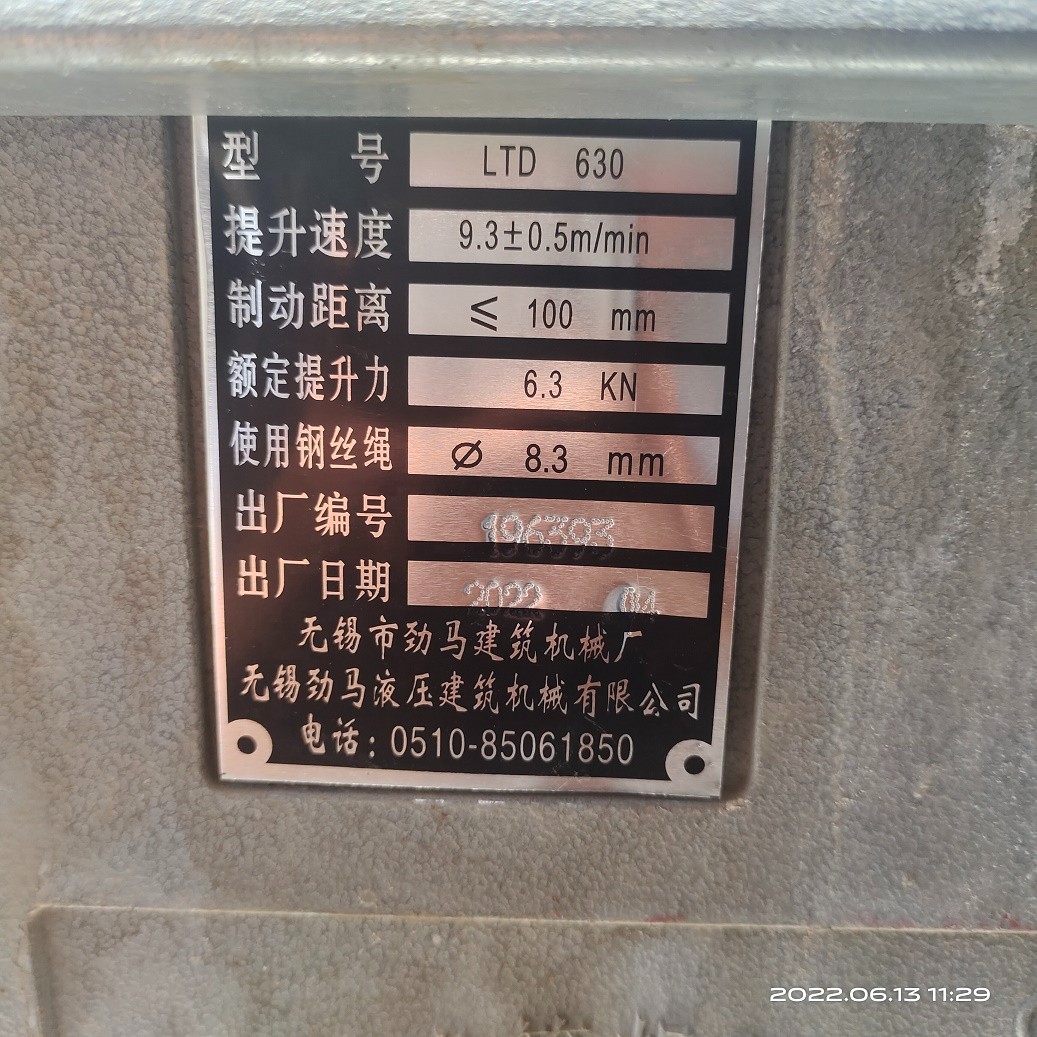 型号 LTD 630
提升速度 9.3±0.5m/min
制动距离 ≤ 100 mm
额定提升力 6.3 KN
使用钢丝绳 Ø 8.3 mm
出厂编号 196393
出厂日期 2022 04
无锡市劲马建筑机械厂
无锡劲马液压建筑机械有限公司
电话：0510-85061850
2022.06.13 11:29